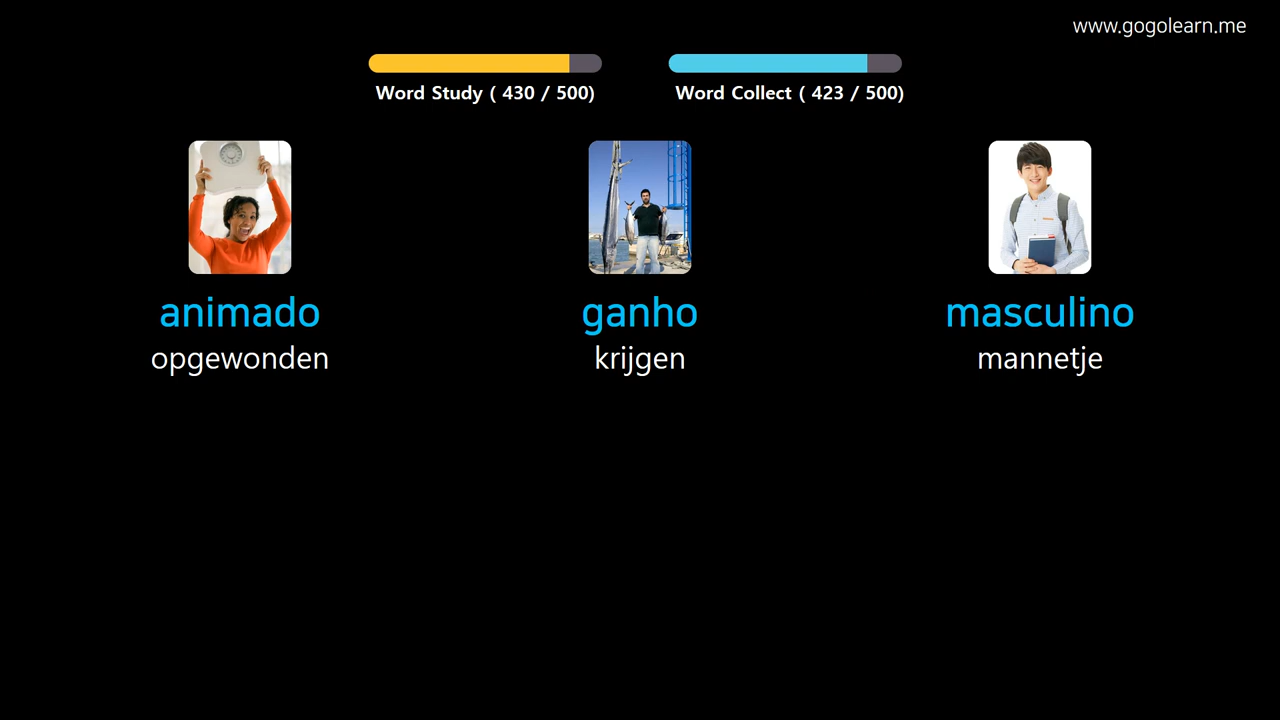 www.gogolearn.me
Word Study ( 430 / 500)
Word Collect ( 423 / 500)
animado
ganho
masculino
opgewonden
krijgen
mannetje